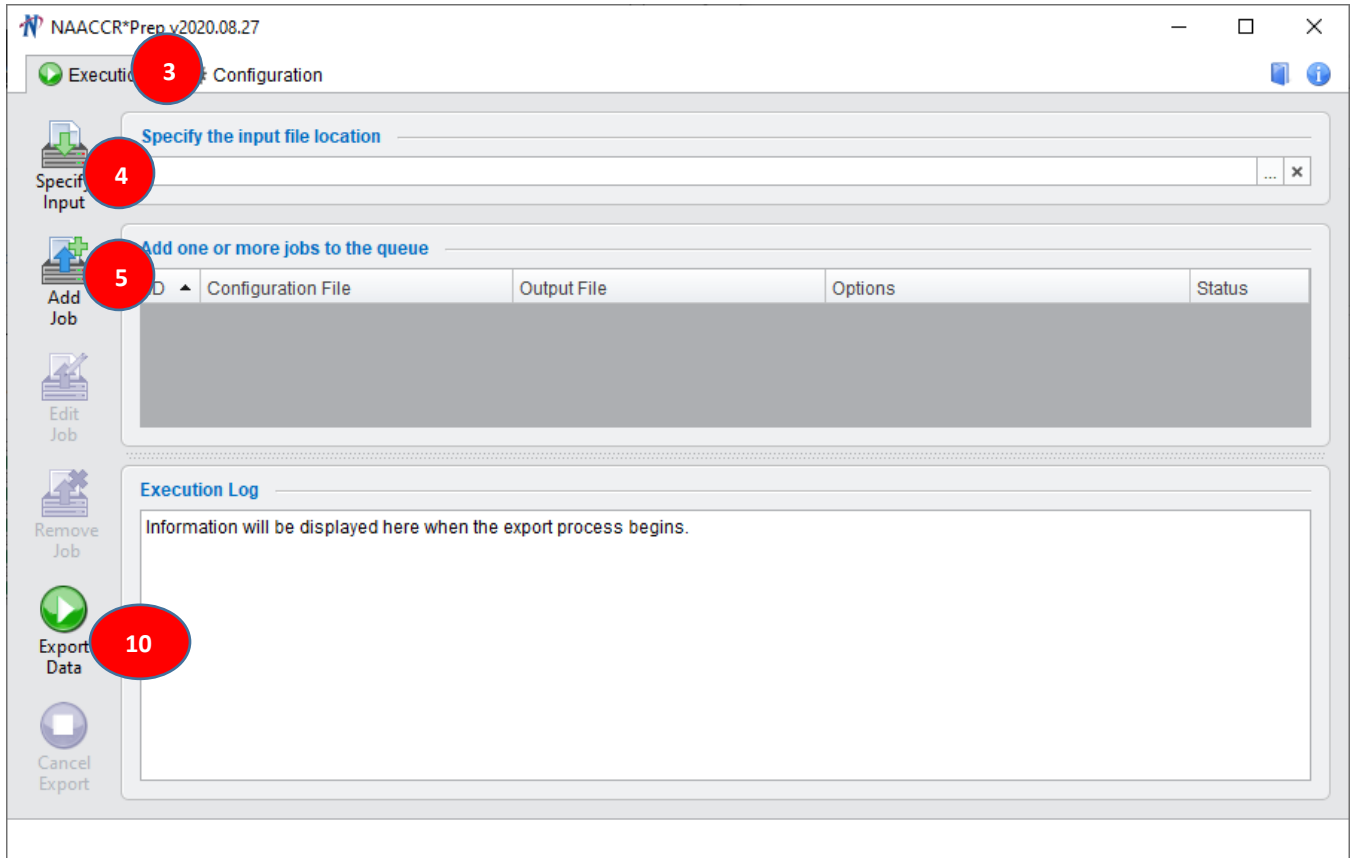 NAACCR*Prep v2020.08.27
3
Configuration
Specify the input file location
4
Input
...
Add one or more jobs to the queue
5
Configuration File
Output File
Options
Status
Add
Job
Edit
Job
Execution Log
Information will be displayed here when the export process begins.
Remove
Job
Export
Data
10
Cancel
Export